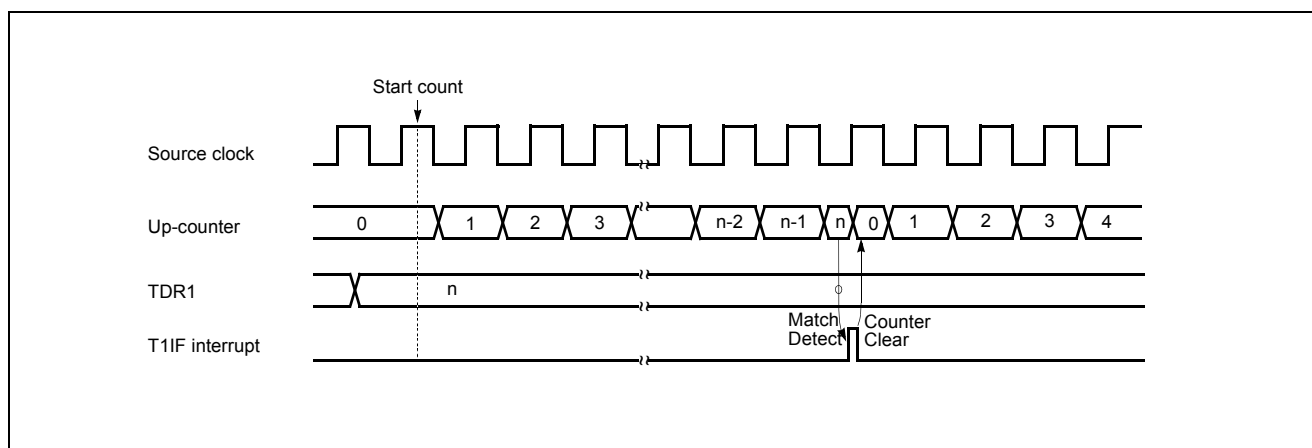 Start count
Source clock
Up-counter
0 1 2 3 n-2 n-1 n 0 1 2 3 4
TDR1
n
Match
Detect
Counter
Clear
T1IF interrupt